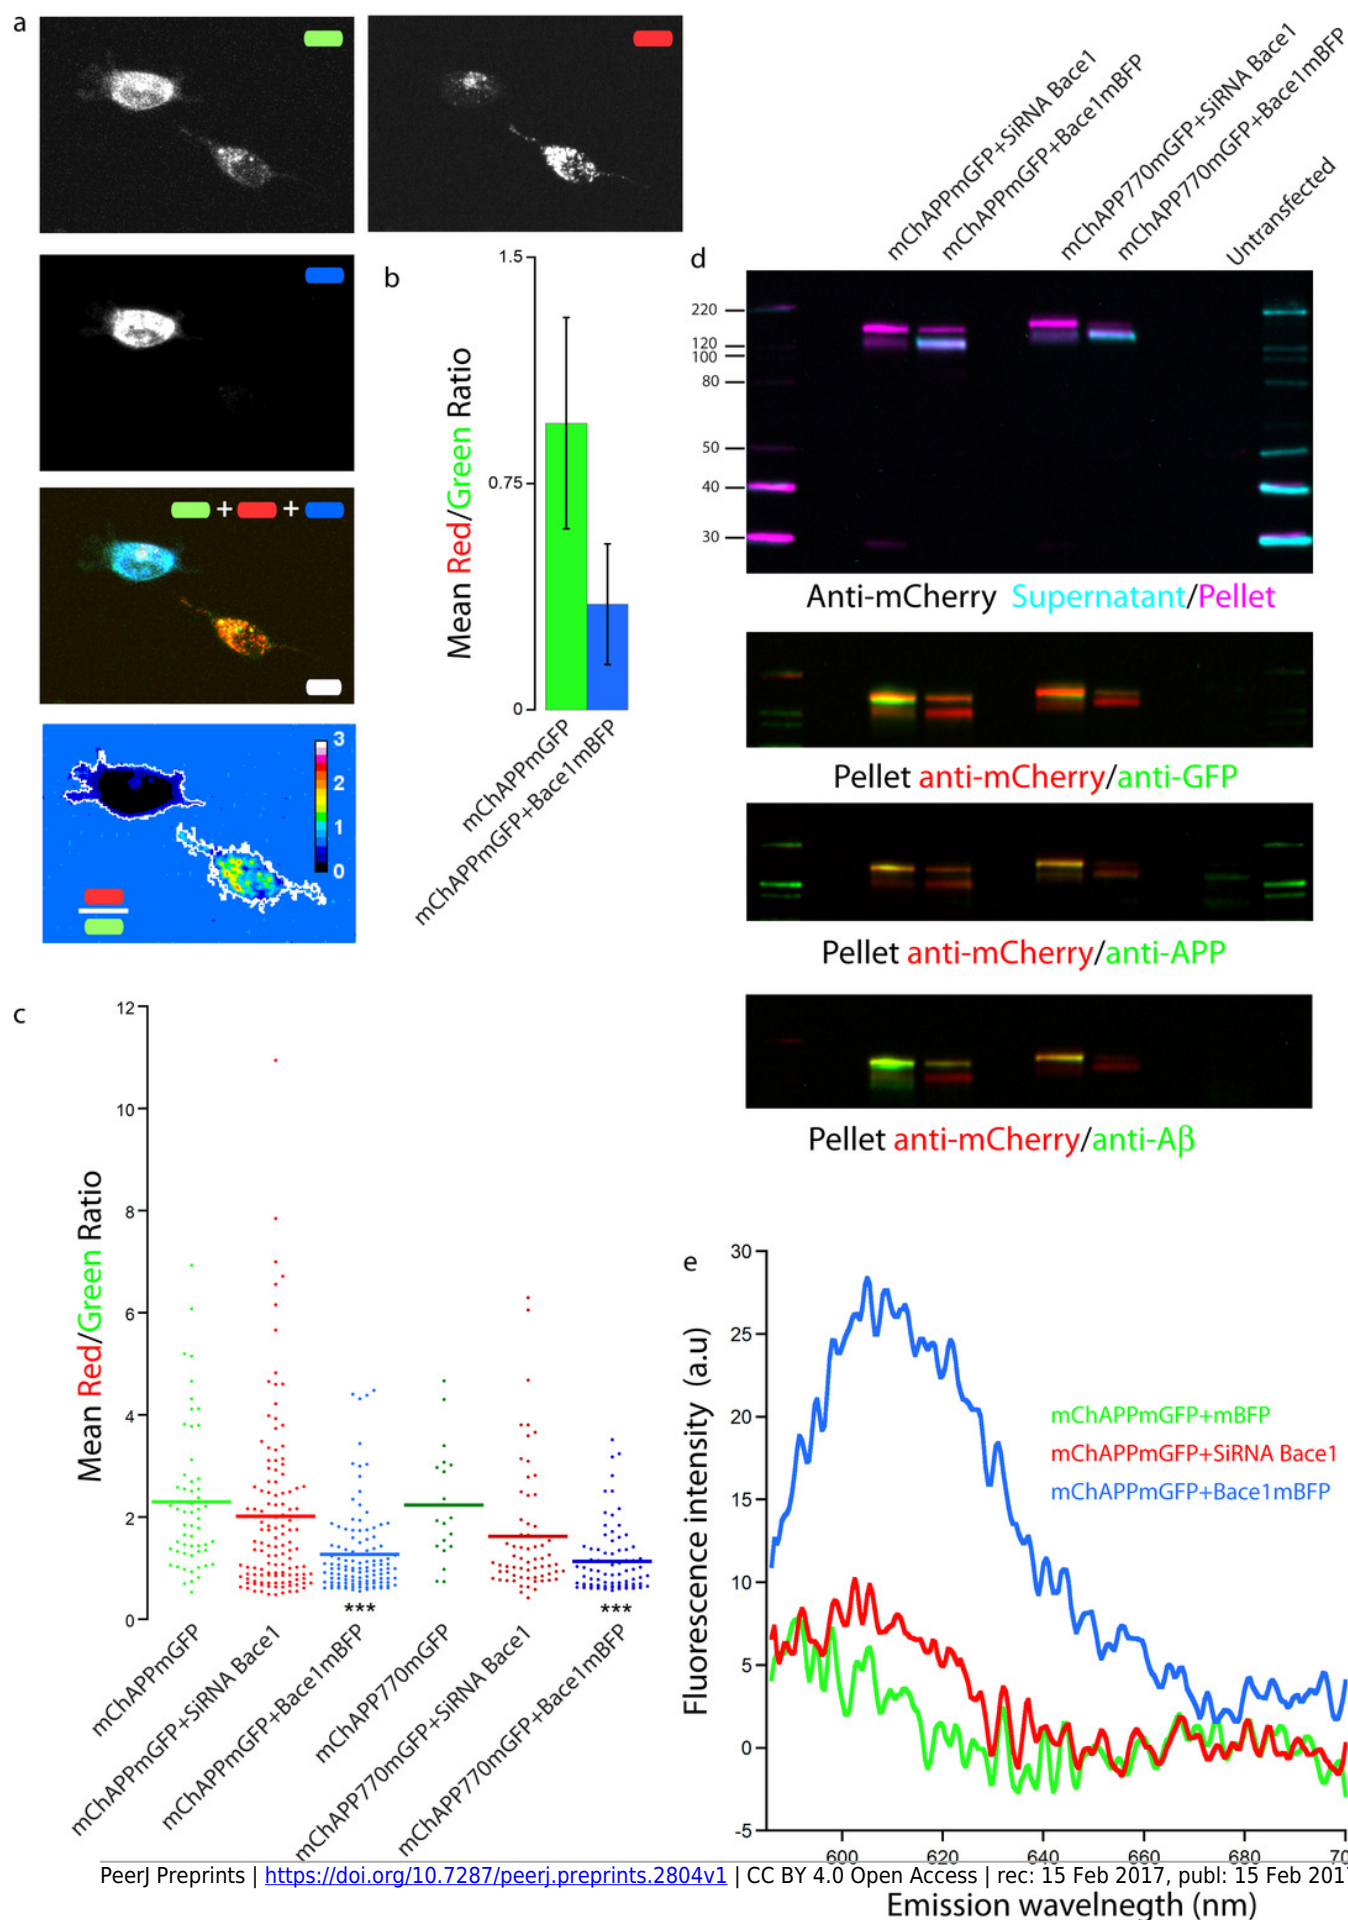 a
mChAPPmGFP+SiRNA Bace1
mChAPPmGFP+Bace1mBFP
mChAPP770mGFP+SiRNA Bace1
mChAPP770mGFP+Bace1mBFP
Untransfected
+ +
3
2
1
0
b
1.5
0.75
0
Mean Red/Green Ratio
mChAPPmGFP
mChAPPmGFP+Bace1mBFP
d
220
120
100
80
50
40
30
Anti-mCherry Supernatant/Pellet
Pellet anti-mCherry/anti-GFP
Pellet anti-mCherry/anti-APP
Pellet anti-mCherry/anti-Aβ
c
12
10
8
6
4
2
0
Mean Red/Green Ratio
***
***
mChAPPmGFP
mChAPPmGFP+SiRNA Bace1
mChAPPmGFP+Bace1mBFP
mChAPP770mGFP
mChAPP770mGFP+SiRNA Bace1
mChAPP770mGFP+Bace1mBFP
e
30
25
20
15
10
5
0
-5
Fluorescence intensity (a.u)
mChAPPmGFP+mBFP
mChAPPmGFP+SiRNA Bace1
mChAPPmGFP+Bace1mBFP
600 620 640 660 680 70
PeerJ Preprints | https://doi.org/10.7287/peerj.preprints.2804v1 | CC BY 4.0 Open Access | rec: 15 Feb 2017, publ: 15 Feb 201
Emission wavelnegth (nm)